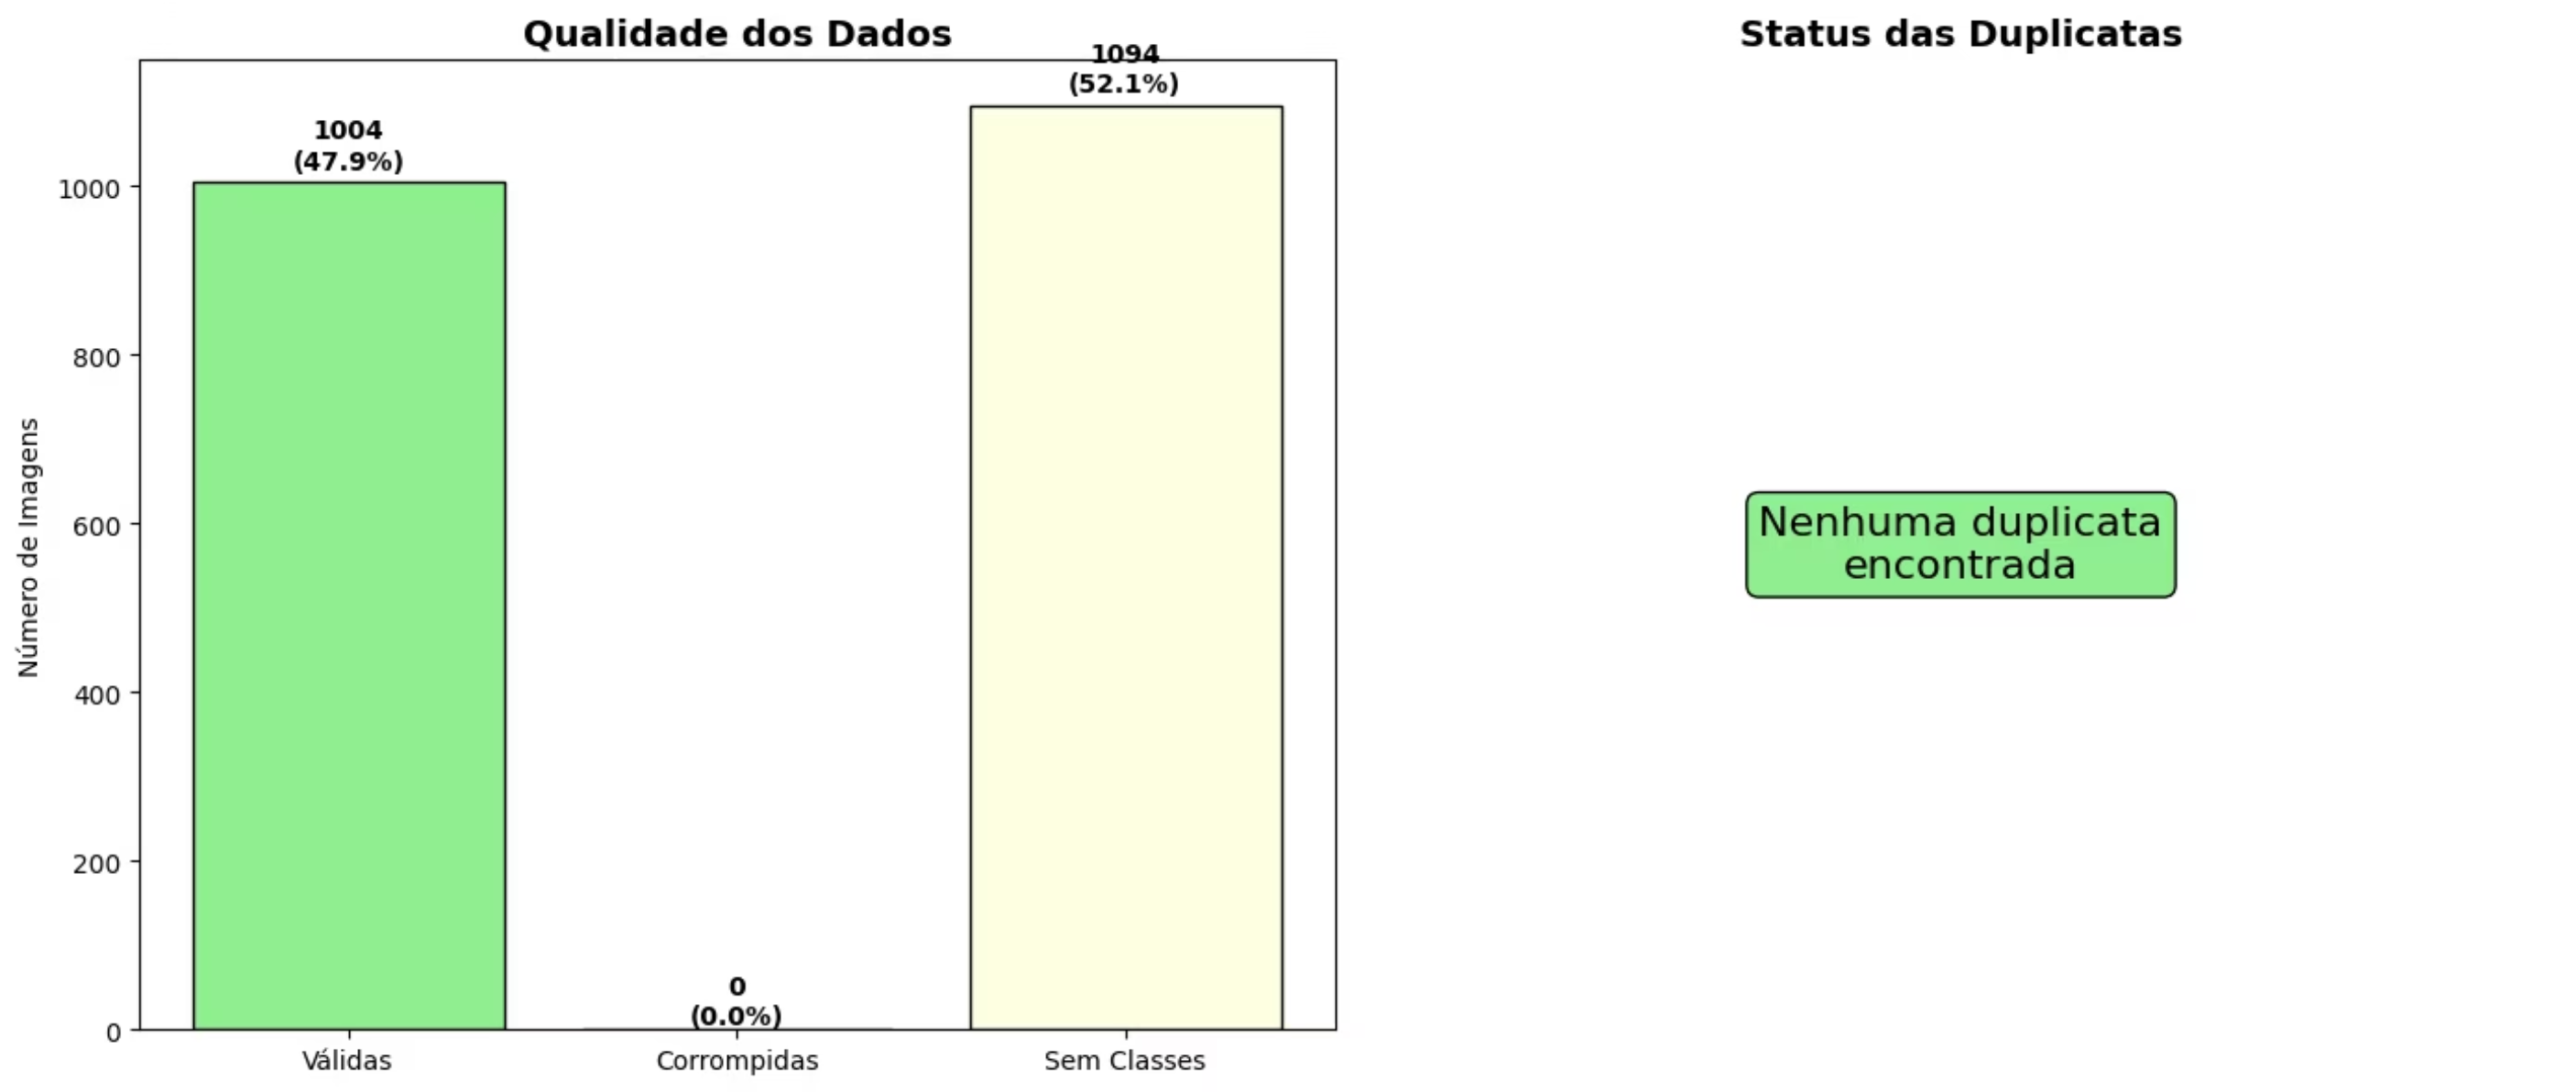 Qualidade dos Dados
1094
(52.1%)
1004
(47.9%)
1000
800
600
400
200
0
Número de Imagens
0
(0.0%)
Válidas
Corrompidas
Sem Classes
Status das Duplicatas
Nenhuma duplicata
encontrada